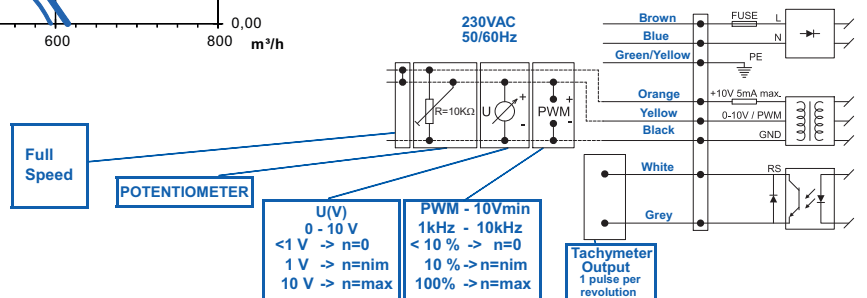 0,00
600
800
m³/h
230VAC
50/60Hz
R=10KΩ
U
+
-
PWM
+
-
Full
Speed
POTENTIOMETER
U(V)
0 - 10 V
<1 V -> n=0
1 V -> n=nim
10 V -> n=max
PWM - 10Vmin
1kHz - 10kHz
< 10 % -> n=0
10 % -> n=nim
100% -> n=max
Tachymeter
Output
1 pulse per
revolution
Brown
FUSE
L
Blue
N
Green/Yellow
PE
Orange
+10V 5mA max.
Yellow
0-10V / PWM
Black
GND
White
RS
Grey